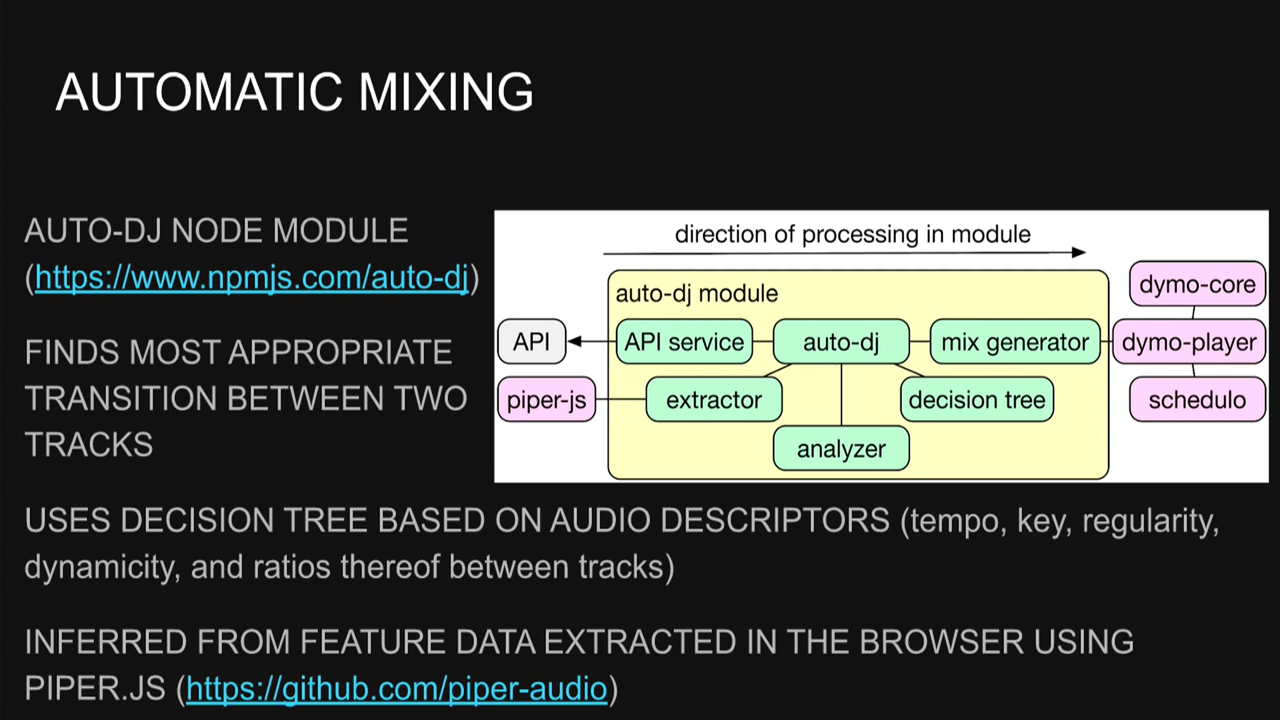 AUTOMATIC MIXING
AUTO-DJ NODE MODULE
(https://www.npmjs.com/auto-dj)
FINDS MOST APPROPRIATE
TRANSITION BETWEEN TWO
TRACKS
direction of processing in module
auto-dj module
dymo-core
API
API service
auto-dj
mix generator
dymo-player
piper-js
extractor
decision tree
schedulo
analyzer
USES DECISION TREE BASED ON AUDIO DESCRIPTORS (tempo, key, regularity,
dynamicity, and ratios thereof between tracks)
INFERRED FROM FEATURE DATA EXTRACTED IN THE BROWSER USING
PIPER.JS (https://github.com/piper-audio)